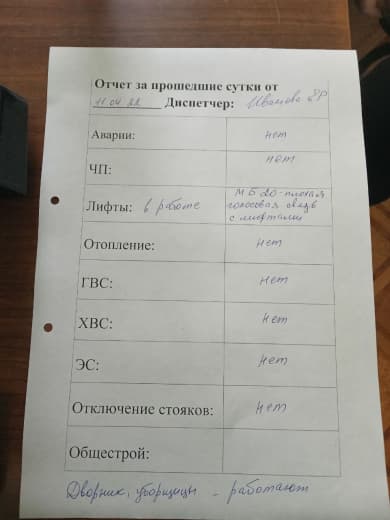 Отчет за прошедшие сутки от
11.04.22 Диспетчер: Иванова
Аварии: нет
ЧП: нет
Лифты: в работе М Б 20 - плохая
голосовая связь
с лифтами
Отопление: нет
ГВС: нет
ХВС: нет
ЭС: нет
Отключение стояков: нет
Общестрой:
Дворник, уборщицы - работают